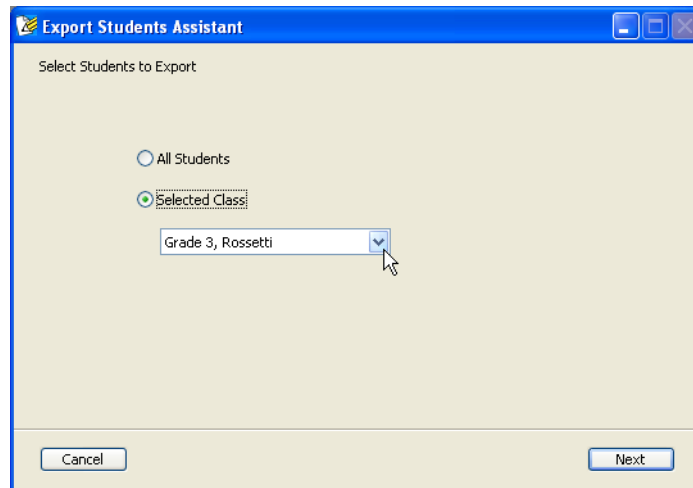 Export Students Assistant
Select Students to Export
All Students
Selected Class
Grade 3, Rossetti
Cancel Next